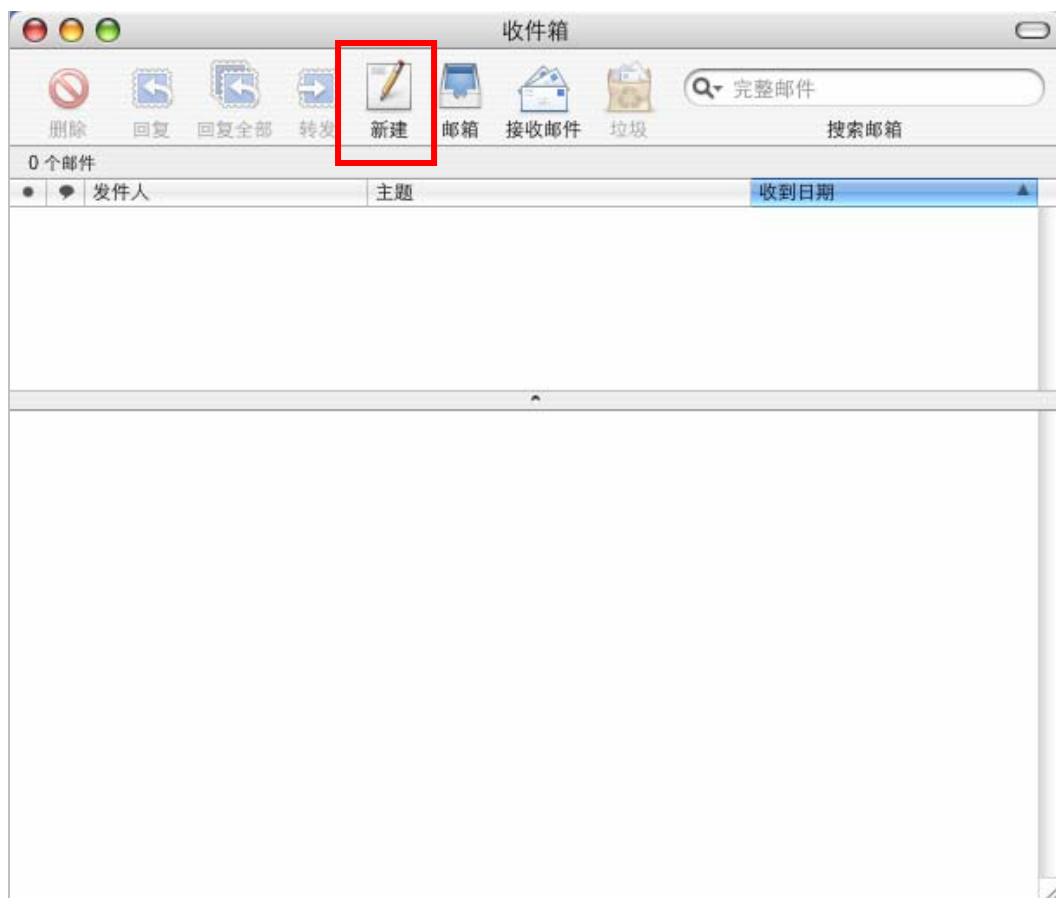 收件箱
完整邮件
删除 回复 回复全部 转发 新建 邮箱 接收邮件 垃圾 搜索邮箱
0 个邮件
发件人 主题 收到日期